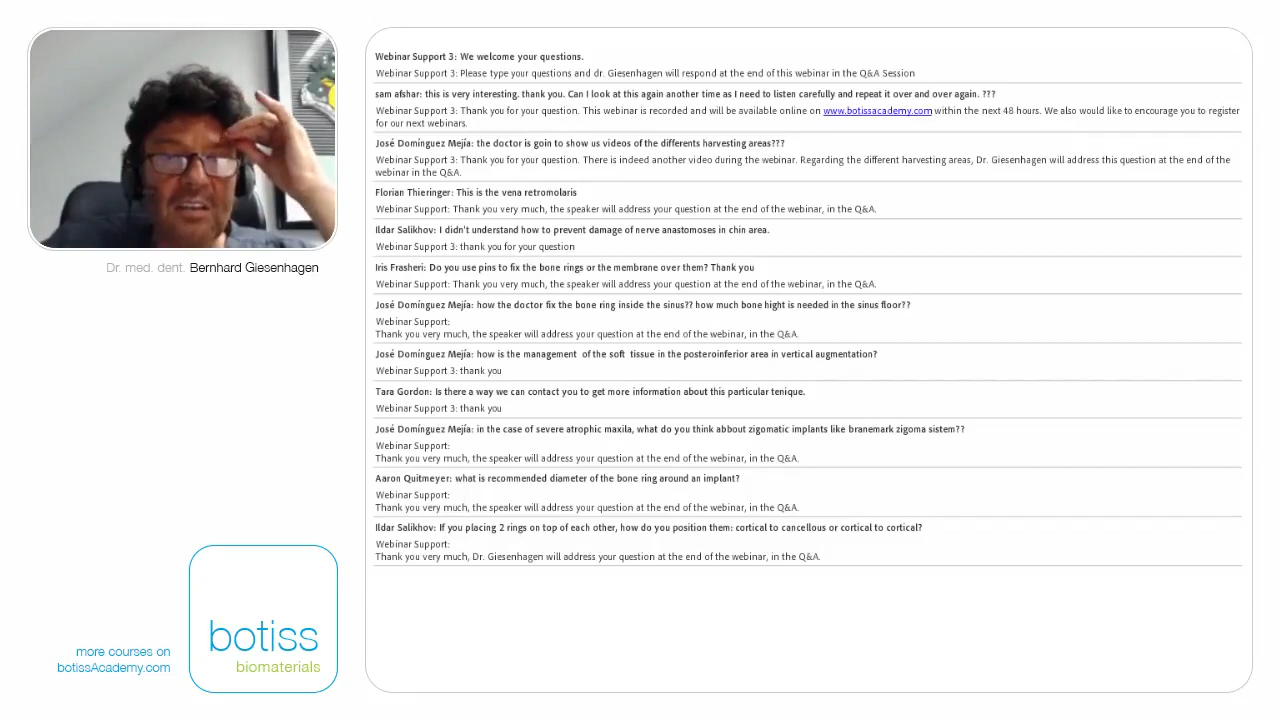 Webinar Support 3: We welcome your questions.
Webinar Support 3: Please type your questions and dr. Giesenhagen will respond at the end of this webinar in the Q&A Session
sam afshar: this is very interesting. thank you. Can I look at this again another time as I need to listen carefully and repeat it over and over again. ???
Webinar Support 3: Thank you for your question. This webinar is recorded and will be available online on www.botissacademy.com within the next 48 hours. We also would like to encourage you to register
for our next webinars.
José Domínguez Mejía: the doctor is goin to show us videos of the differents harvesting areas???
Webinar Support 3: Thank you for your question. There is indeed another video during the webinar. Regarding the different harvesting areas, Dr. Giesenhagen will address this question at the end of the
webinar in the Q&A.
Florian Thieringer: This is the vena retromolaris
Webinar Support: Thank you very much, the speaker will address your question at the end of the webinar, in the Q&A.
Ildar Salikhov: I didn't understand how to prevent damage of nerve anastomoses in chin area.
Webinar Support 3: thank you for your question
Iris Frasheri: Do you use pins to fix the bone rings or the membrane over them? Thank you
Webinar Support: Thank you very much, the speaker will address your question at the end of the webinar, in the Q&A.
José Domínguez Mejía: how the doctor fix the bone ring inside the sinus?? how much bone hight is needed in the sinus floor??
Webinar Support:
Thank you very much, the speaker will address your question at the end of the webinar, in the Q&A.
José Domínguez Mejía: how is the management of the soft tissue in the posteroinferior area in vertical augmentation?
Webinar Support 3: thank you
Tara Gordon: Is there a way we can contact you to get more information about this particular tenique.
Webinar Support 3: thank you
José Domínguez Mejía: in the case of severe atrophic maxila, what do you think abbout zigomatic implants like branemark zigoma sistem??
Webinar Support:
Thank you very much, the speaker will address your question at the end of the webinar, in the Q&A.
Aaron Quitmeyer: what is recommended diameter of the bone ring around an implant?
Webinar Support:
Thank you very much, the speaker will address your question at the end of the webinar, in the Q&A.
Ildar Salikhov: If you placing 2 rings on top of each other, how do you position them: cortical to cancellous or cortical to cortical?
Webinar Support:
Thank you very much, Dr. Giesenhagen will address your question at the end of the webinar, in the Q&A.
Dr. med. dent. Bernhard Giesenhagen
botiss
biomaterials
more courses on
botissAcademy.com